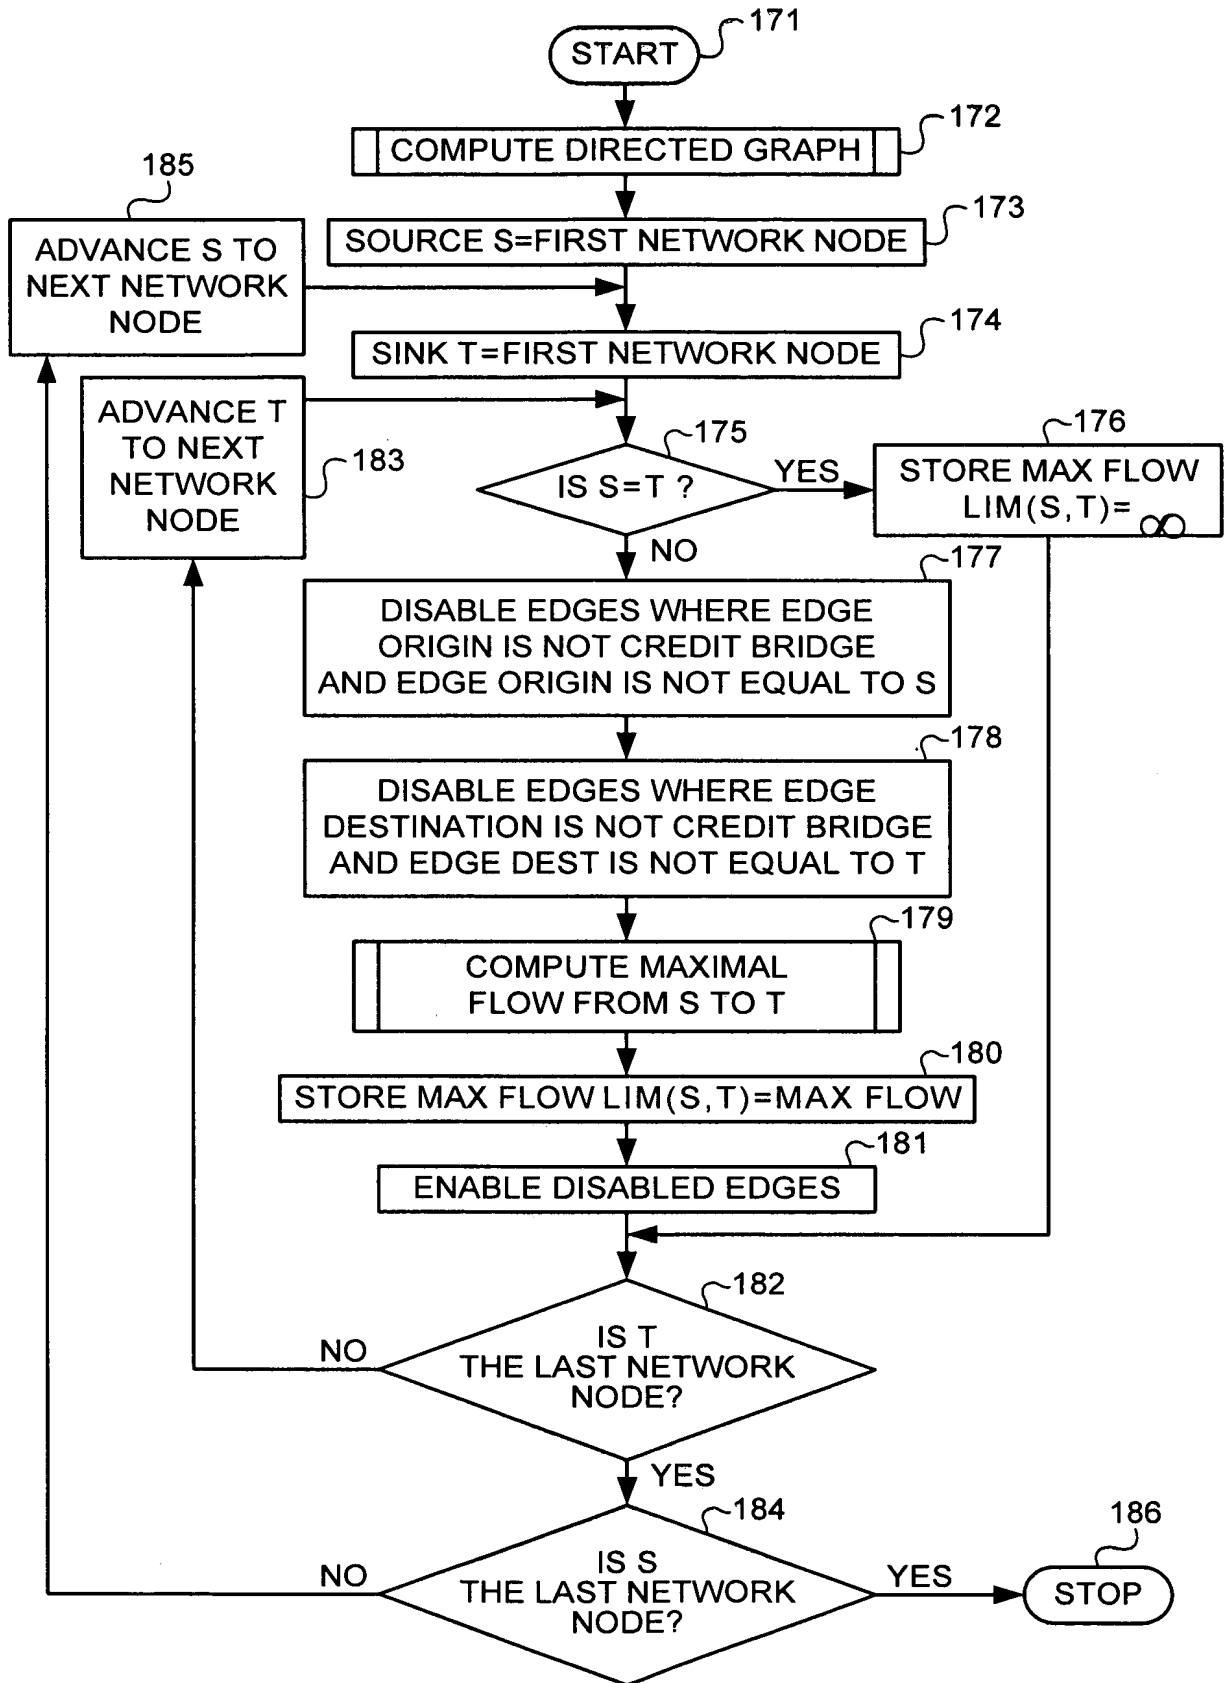 START
171
COMPUTE DIRECTED GRAPH
172
SOURCE S=FIRST NETWORK NODE
173
185
ADVANCE S TO
NEXT NETWORK
NODE
SINK T=FIRST NETWORK NODE
174
ADVANCE T
TO NEXT
NETWORK
NODE
183
IS S=T ?
175
YES
176
STORE MAX FLOW
LIM(S,T)= ∞
NO
177
DISABLE EDGES WHERE EDGE
ORIGIN IS NOT CREDIT BRIDGE
AND EDGE ORIGIN IS NOT EQUAL TO S
178
DISABLE EDGES WHERE EDGE
DESTINATION IS NOT CREDIT BRIDGE
AND EDGE DEST IS NOT EQUAL TO T
179
COMPUTE MAXIMAL
FLOW FROM S TO T
180
STORE MAX FLOW LIM(S,T)=MAX FLOW
181
ENABLE DISABLED EDGES
182
IS T
THE LAST NETWORK
NODE?
NO
YES
184
IS S
THE LAST NETWORK
NODE?
NO
YES
186
STOP